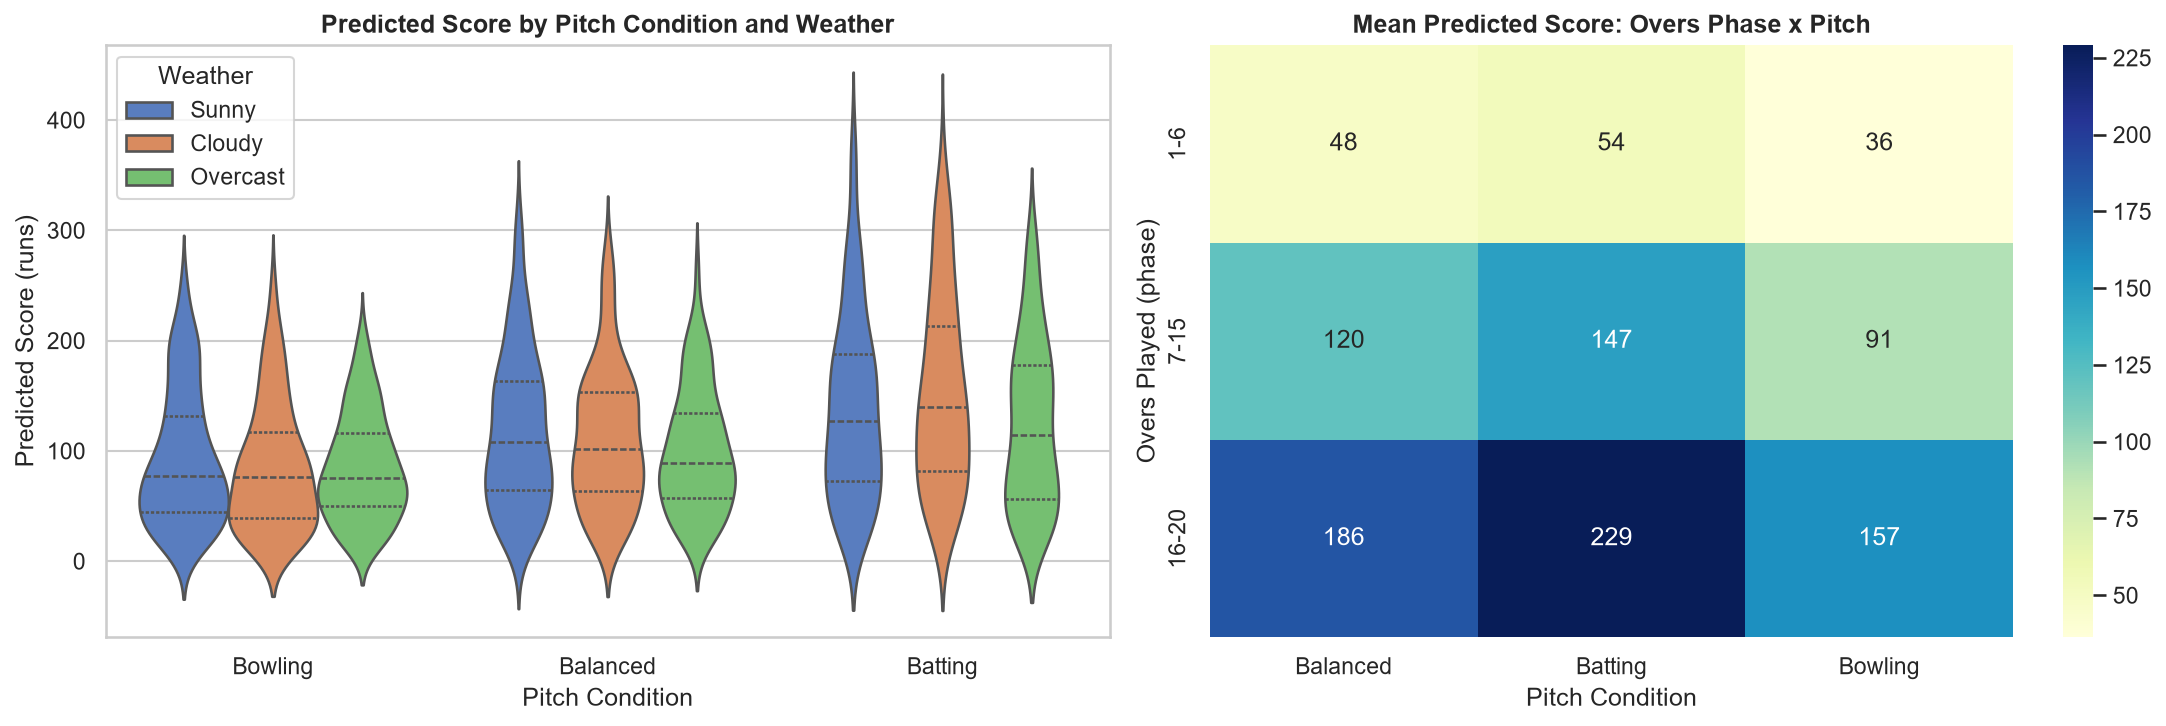 Predicted Score by Pitch Condition and Weather
Weather
Sunny
Cloudy
Overcast
Predicted Score (runs)
400
300
200
100
0
Bowling Balanced Batting
Pitch Condition
Mean Predicted Score: Overs Phase x Pitch
Overs Played (phase)
1-6
7-15
16-20
48 54 36
120 147 91
186 229 157
Balanced Batting Bowling
Pitch Condition
225
200
175
150
125
100
75
50